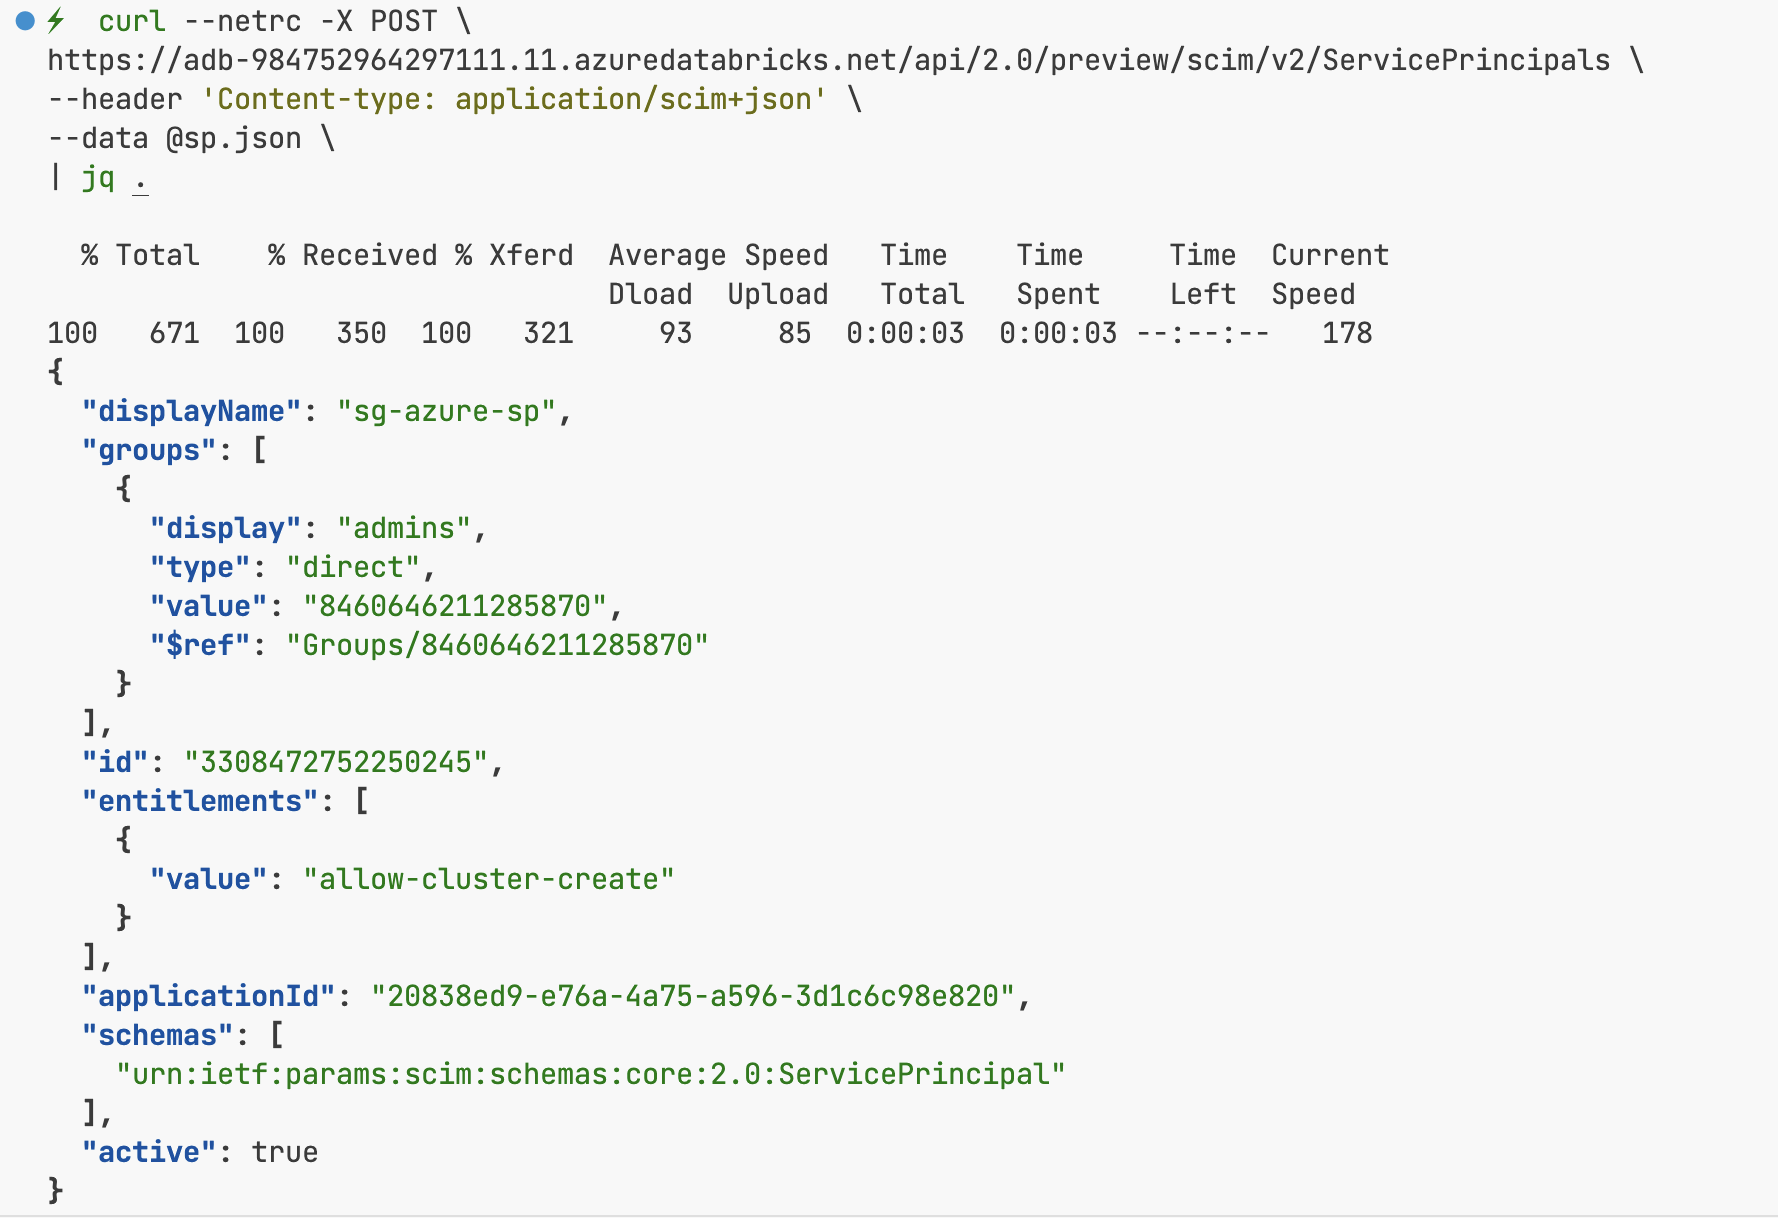 ⚡ curl --netrc -X POST \
https://adb-984752964297111.11.azuredatabricks.net/api/2.0/preview/scim/v2/ServicePrincipals \
--header 'Content-type: application/scim+json' \
--data @sp.json \
| jq .
  % Total    % Received % Xferd  Average Speed   Time    Time     Time  Current
                                 Dload  Upload   Total   Spent    Left  Speed
100   671  100   350  100   321     93     85  0:00:03  0:00:03 --:--:--   178
{
  "displayName": "sg-azure-sp",
  "groups": [
    {
      "display": "admins",
      "type": "direct",
      "value": "8460646211285870",
      "$ref": "Groups/8460646211285870"
    }
  ],
  "id": "3308472752250245",
  "entitlements": [
    {
      "value": "allow-cluster-create"
    }
  ],
  "applicationId": "20838ed9-e76a-4a75-a596-3d1c6c98e820",
  "schemas": [
    "urn:ietf:params:scim:schemas:core:2.0:ServicePrincipal"
  ],
  "active": true
}